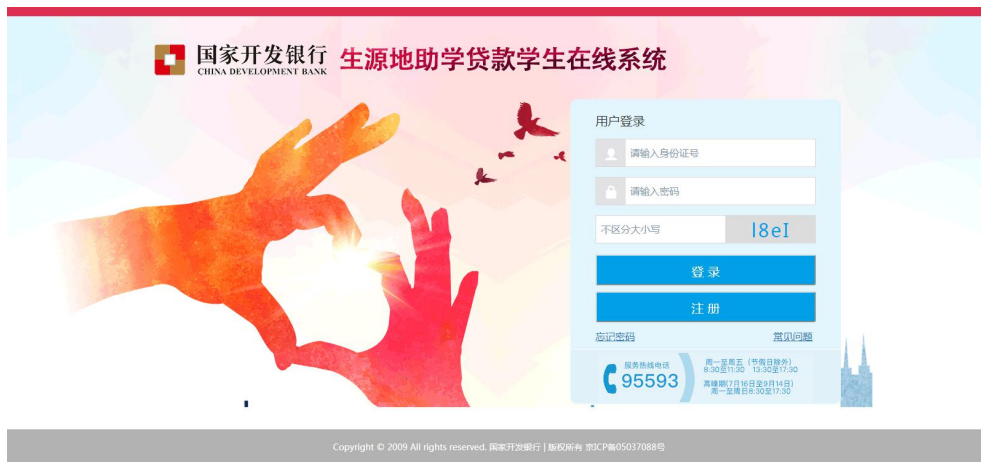 国家开发银行
CHINA DEVELOPMENT BANK
生源地助学贷款学生在线系统
用户登录
请输入身份证号
请输入密码
不区分大小写
l8eI
登 录
注 册
忘记密码
常见问题
服务热线电话
95593
周一至周五（节假日除外）
8:30至11:30 13:30至17:30
高峰期(7月16日至9月14日)
周一至周日8:30至17:30
Copyright © 2009 All rights reserved. 国家开发银行 | 版权所有 京ICP备05037088号